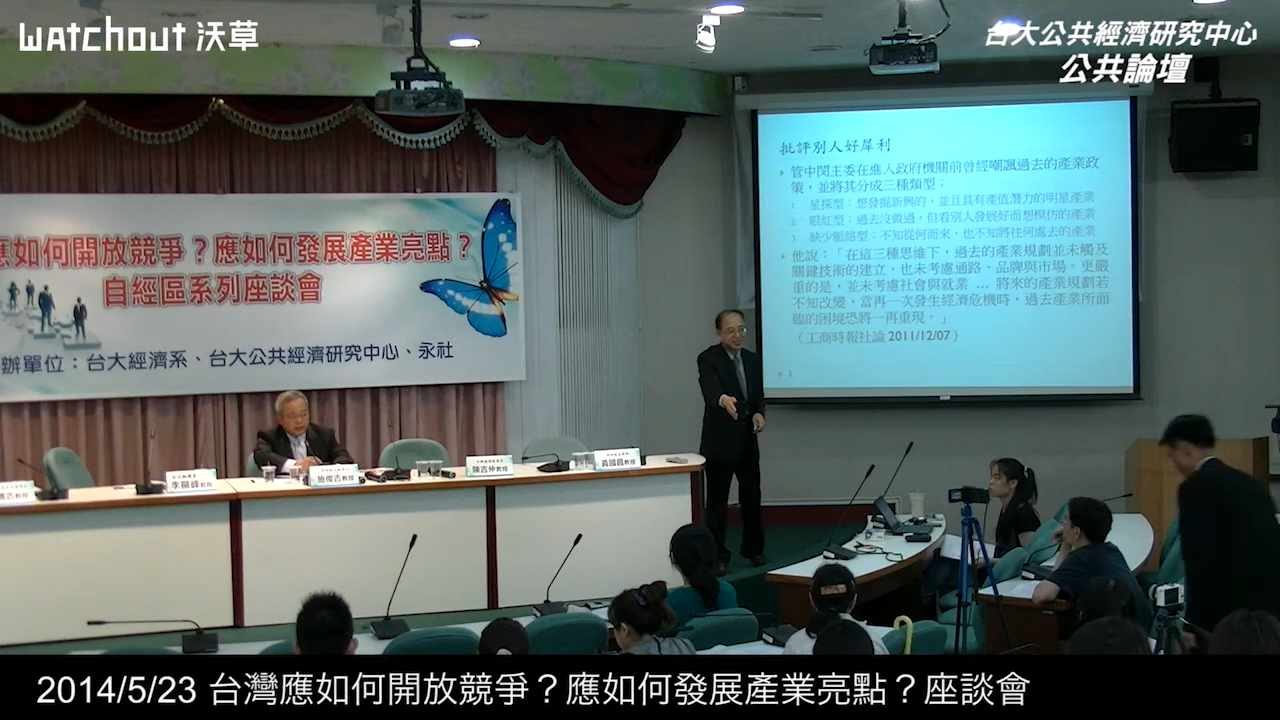 watchout 沃草
台大公共經濟研究中心
公共論壇
批評別人好犀利
管中閔主委在進入政府機關前曾經嘲諷過去的產業政
策，並將其分成三種類型：
1. 星探型：想發掘新興的，並且具有產值潛力的明星產業
2. 眼紅型：過去沒做過，但看別人發展好而想模仿的產業
3. 缺少脈絡型：不知從何而來，也不知將往何處去的產業
他說：「在這三種思維下，過去的產業規劃並未觸及
關鍵技術的建立，也未考慮通路、品牌與市場。更嚴
重的是，並未考慮社會與就業 … 將來的產業規劃若
不知改變，當再一次發生經濟危機時，過去產業所面
臨的困境恐將一再重現。」
（工商時報社論 2011/12/07）
應如何開放競爭？應如何發展產業亮點？
自經區系列座談會
辦單位：台大經濟系、台大公共經濟研究中心、永社
李顯峰教授
施俊吉教授
陳吉仲教授
黃國昌教授
2014/5/23 台灣應如何開放競爭？應如何發展產業亮點？座談會